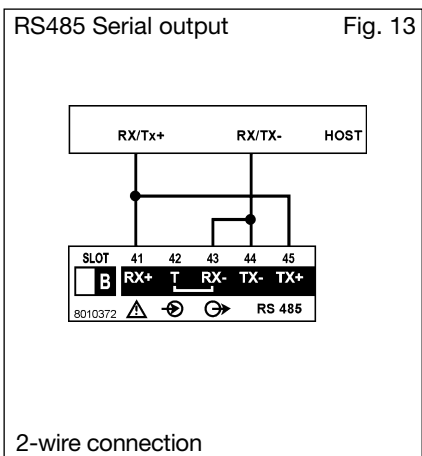 RS485 Serial output Fig. 13
RX/Tx+ RX/TX- HOST
SLOT 41 42 43 44 45
B RX+ T RX- TX- TX+
8010372 RS 485
2-wire connection